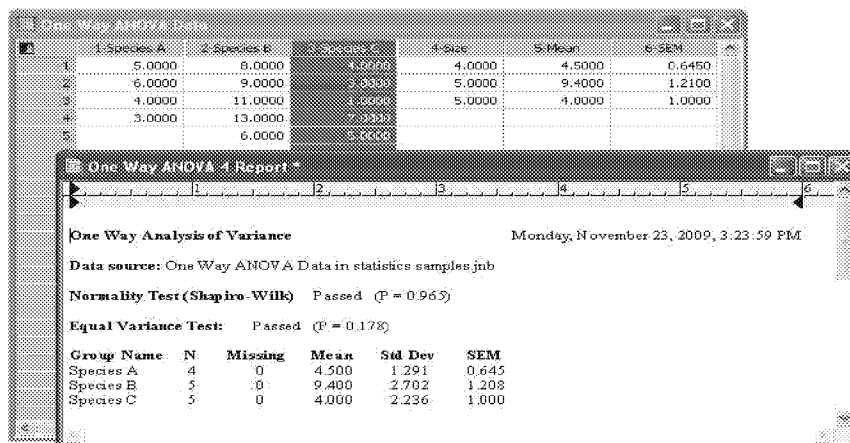 One Way ANOVA Data
1-Species A 2-Species B 3-Species C 4-Size 5-Mean 6-SEM
1 5.0000 8.0000 4.0000 4.0000 4.5000 0.6450
2 6.0000 9.0000 5.0000 9.4000 1.2100
3 4.0000 11.0000 5.0000 4.0000 1.0000
4 3.0000 13.0000 7.0000
5 6.0000 5.0000
One Way ANOVA 4 Report *
1 2 3 4 5 6
One Way Analysis of Variance Monday, November 23, 2009, 3:23:59 PM
Data source: One Way ANOVA Data in statistics samples.jnb
Normality Test (Shapiro-Wilk) Passed (P = 0.965)
Equal Variance Test: Passed (P = 0.178)
Group Name N Missing Mean Std Dev SEM
Species A 4 0 4.500 1.291 0.645
Species B 5 0 9.400 2.702 1.208
Species C 5 0 4.000 2.236 1.000